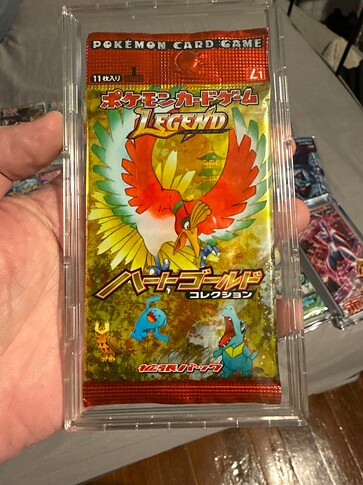 POKÉMON CARD GAME
11枚入り 1
L1
ポケモンカードゲーム
LEGEND
ハートゴールド
コレクション
拡張パック